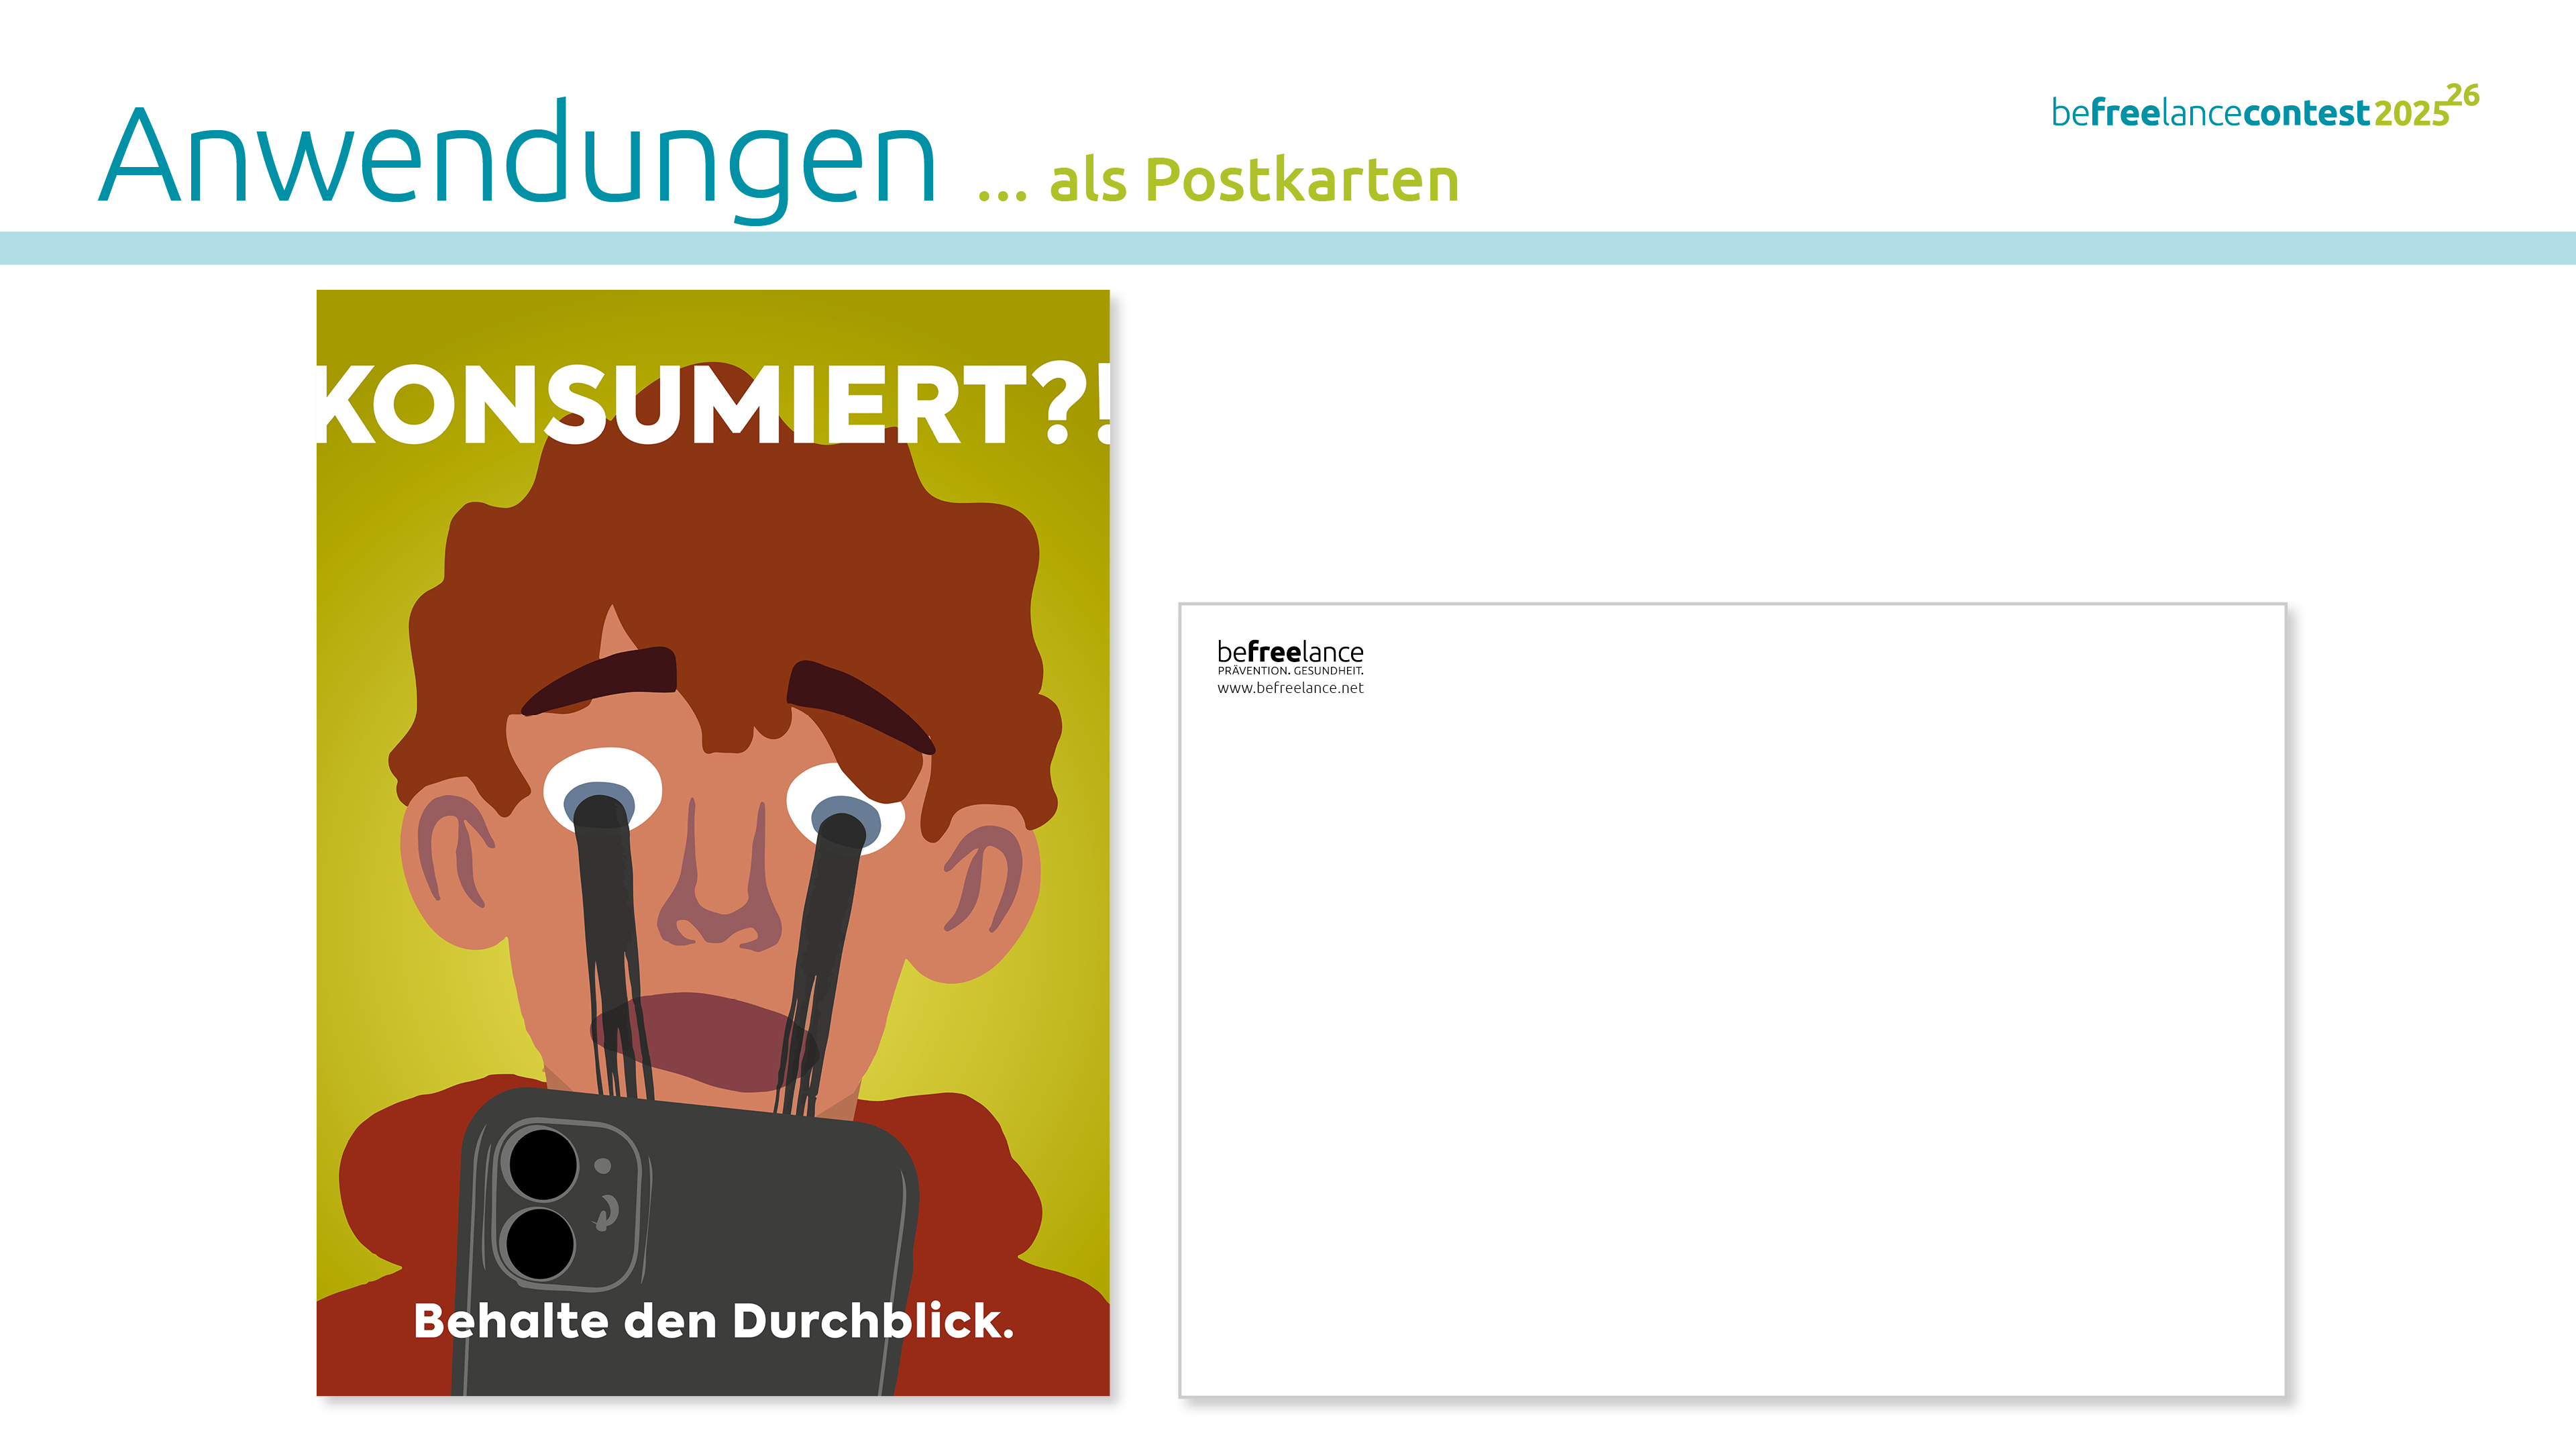 Anwendungen ... als Postkarten
befreelancecontest 2025 26
KONSUMIERT?!
Behalte den Durchblick.
befreelance
PRÄVENTION. GESUNDHEIT.
www.befreelance.net